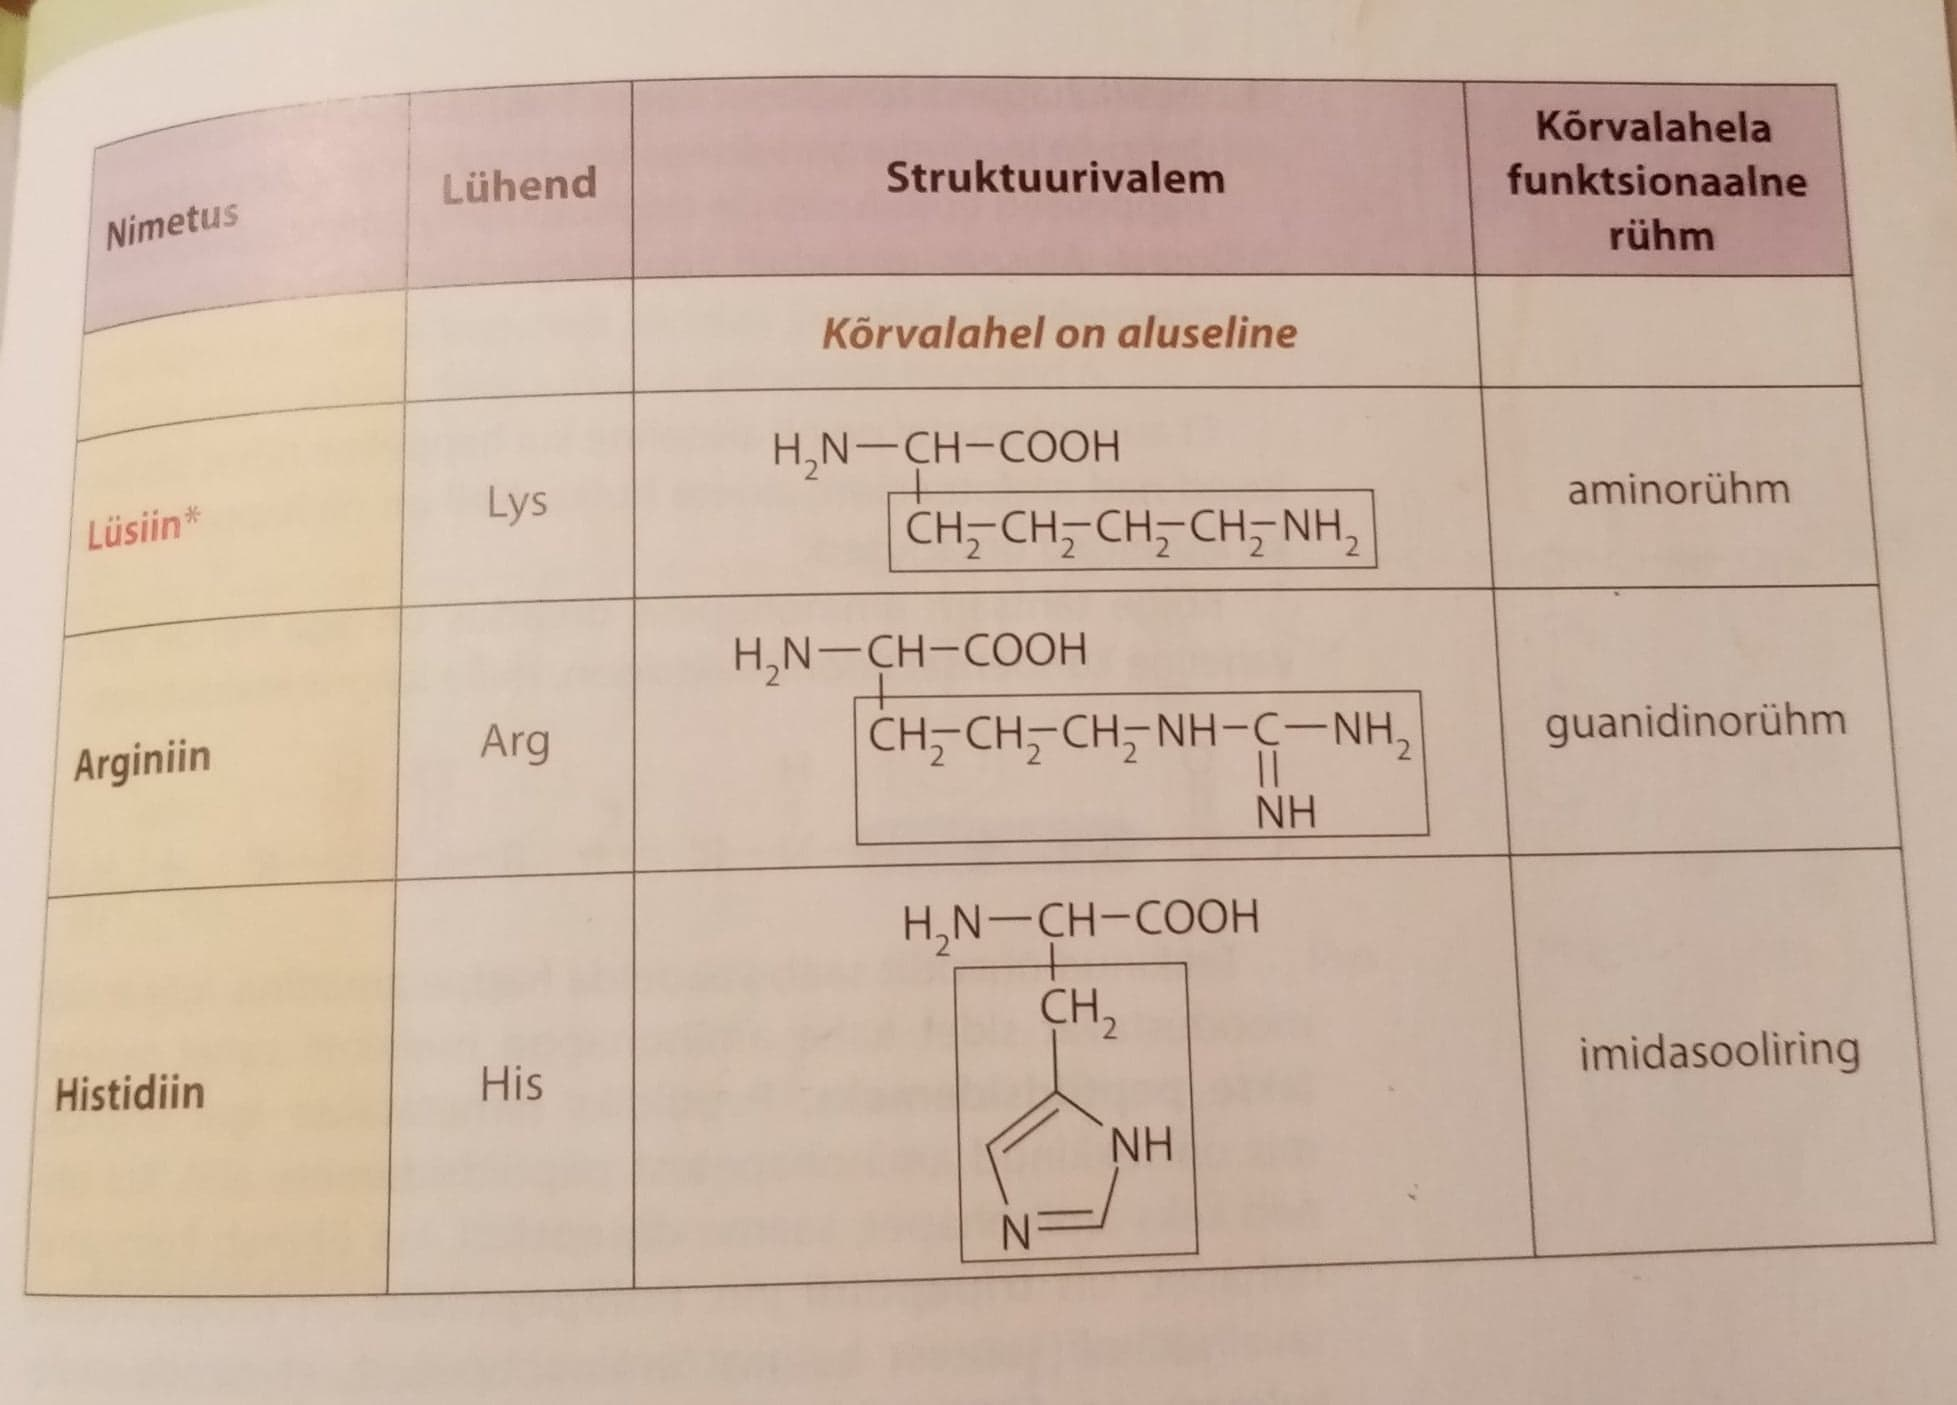 Nimetus
Lühend
Struktuurivalem
Kõrvalahela
funktsionaalne
rühm
Kõrvalahel on aluseline
Lüsiin*
Lys
H₂N—CH—COOH
CH₂—CH₂—CH₂—CH₂—NH₂
aminorühm
Arginiin
Arg
H₂N—CH—COOH
CH₂—CH₂—CH₂—NH—C—NH₂
NH
guanidinorühm
Histidiin
His
H₂N—CH—COOH
CH₂
NH
N
imidasooliring